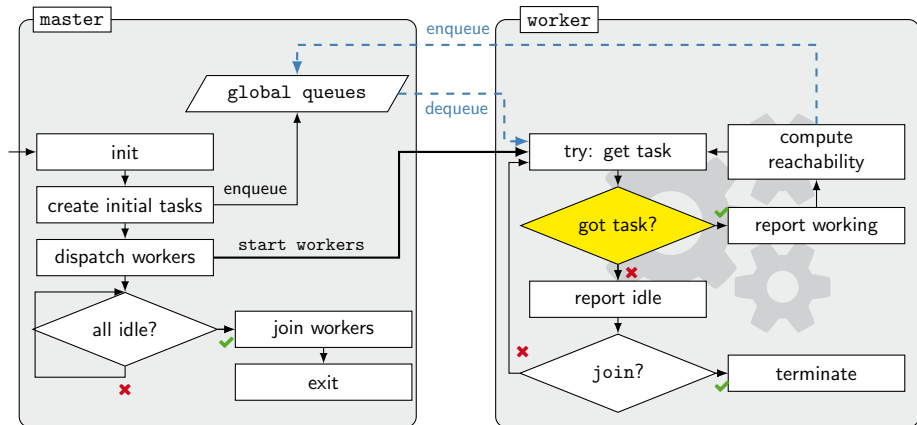 master
worker
enqueue
global queues
dequeue
init
try: get task
compute
reachability
enqueue
create initial tasks
got task?
report working
start workers
dispatch workers
report idle
all idle?
join workers
join?
exit
terminate